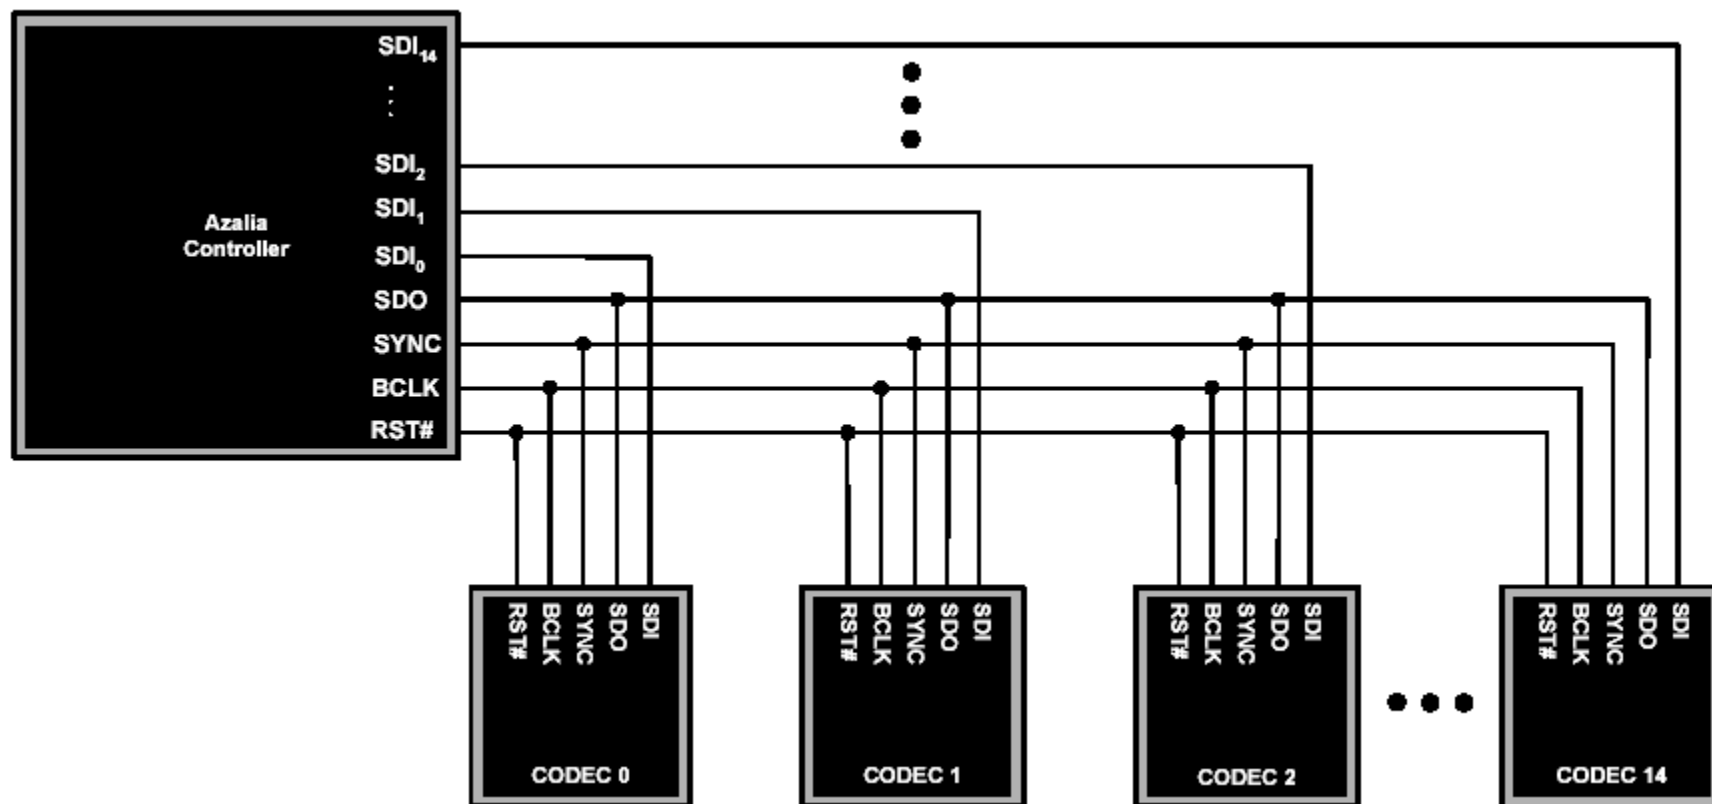 SDI14
SDI2
SDI1
Azalia
Controller
SDI0
SDO
SYNC
BCLK
RST#
RST#
BCLK
SYNC
SDO
SDI
CODEC 0
RST#
BCLK
SYNC
SDO
SDI
CODEC 1
RST#
BCLK
SYNC
SDO
SDI
CODEC 2
RST#
BCLK
SYNC
SDO
SDI
CODEC 14